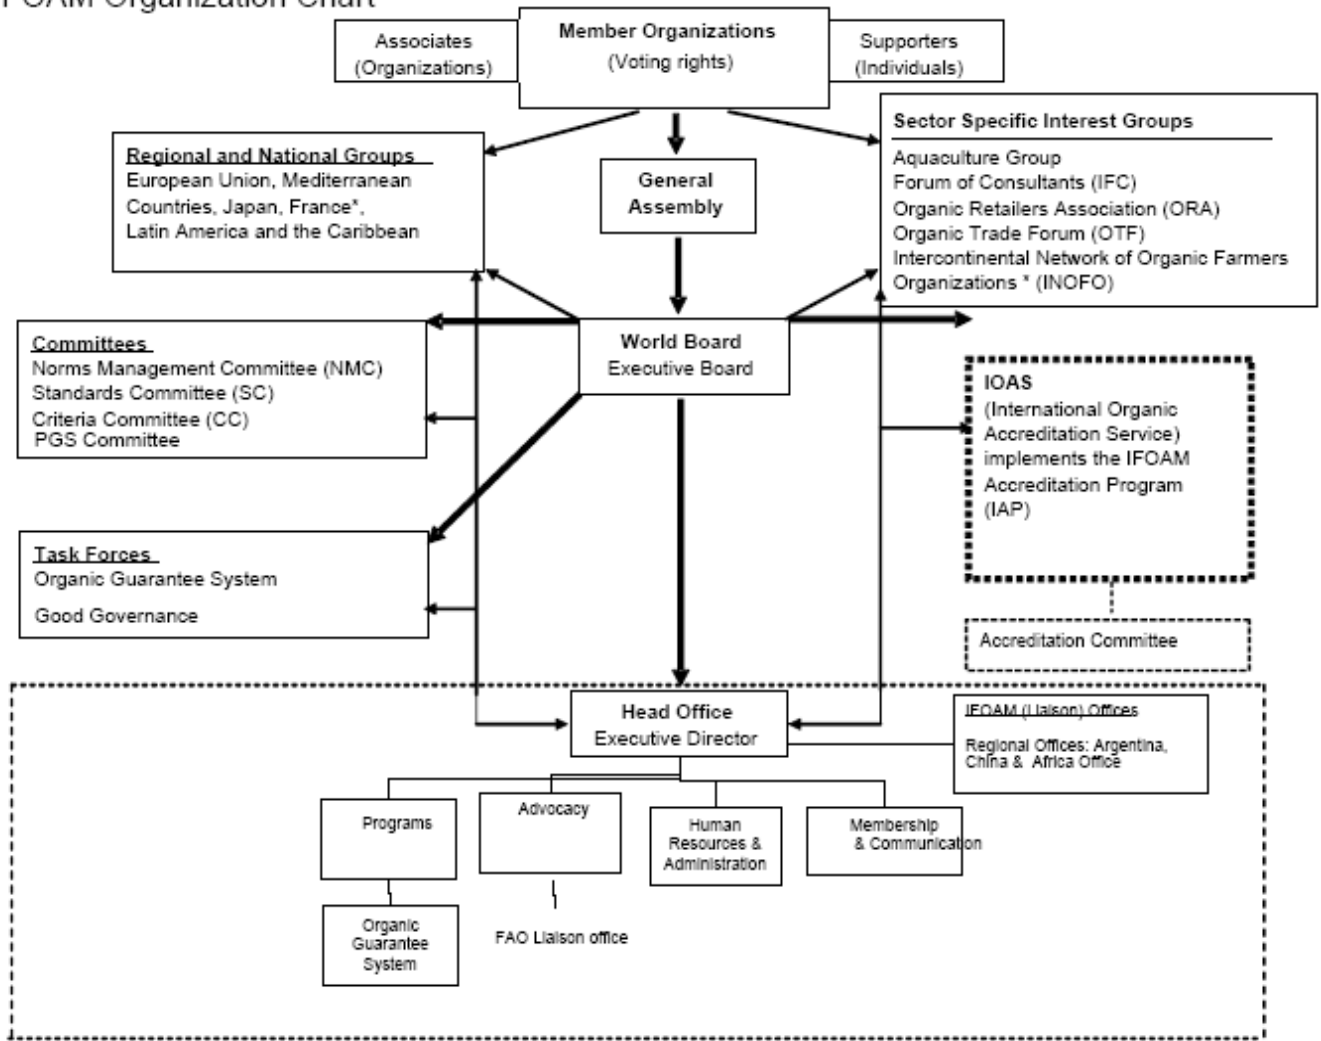 FOAM Organization Chart
Associates
(Organizations)
Member Organizations
(Voting rights)
Supporters
(Individuals)
Regional and National Groups
European Union, Mediterranean
Countries, Japan, France*,
Latin America and the Caribbean
General
Assembly
Sector Specific Interest Groups
Aquaculture Group
Forum of Consultants (IFC)
Organic Retailers Association (ORA)
Organic Trade Forum (OTF)
Intercontinental Network of Organic Farmers
Organizations * (INOFO)
Committees
Norms Management Committee (NMC)
Standards Committee (SC)
Criteria Committee (CC)
PGS Committee
World Board
Executive Board
IOAS
(International Organic
Accreditation Service)
implements the IFOAM
Accreditation Program
(IAP)
Task Forces
Organic Guarantee System
Good Governance
Accreditation Committee
Head Office
Executive Director
IFOAM (Liaison) Offices
Regional Offices: Argentina,
China & Africa Office
Programs
Advocacy
Human
Resources &
Administration
Membership
& Communication
Organic
Guarantee
System
FAO Liaison office